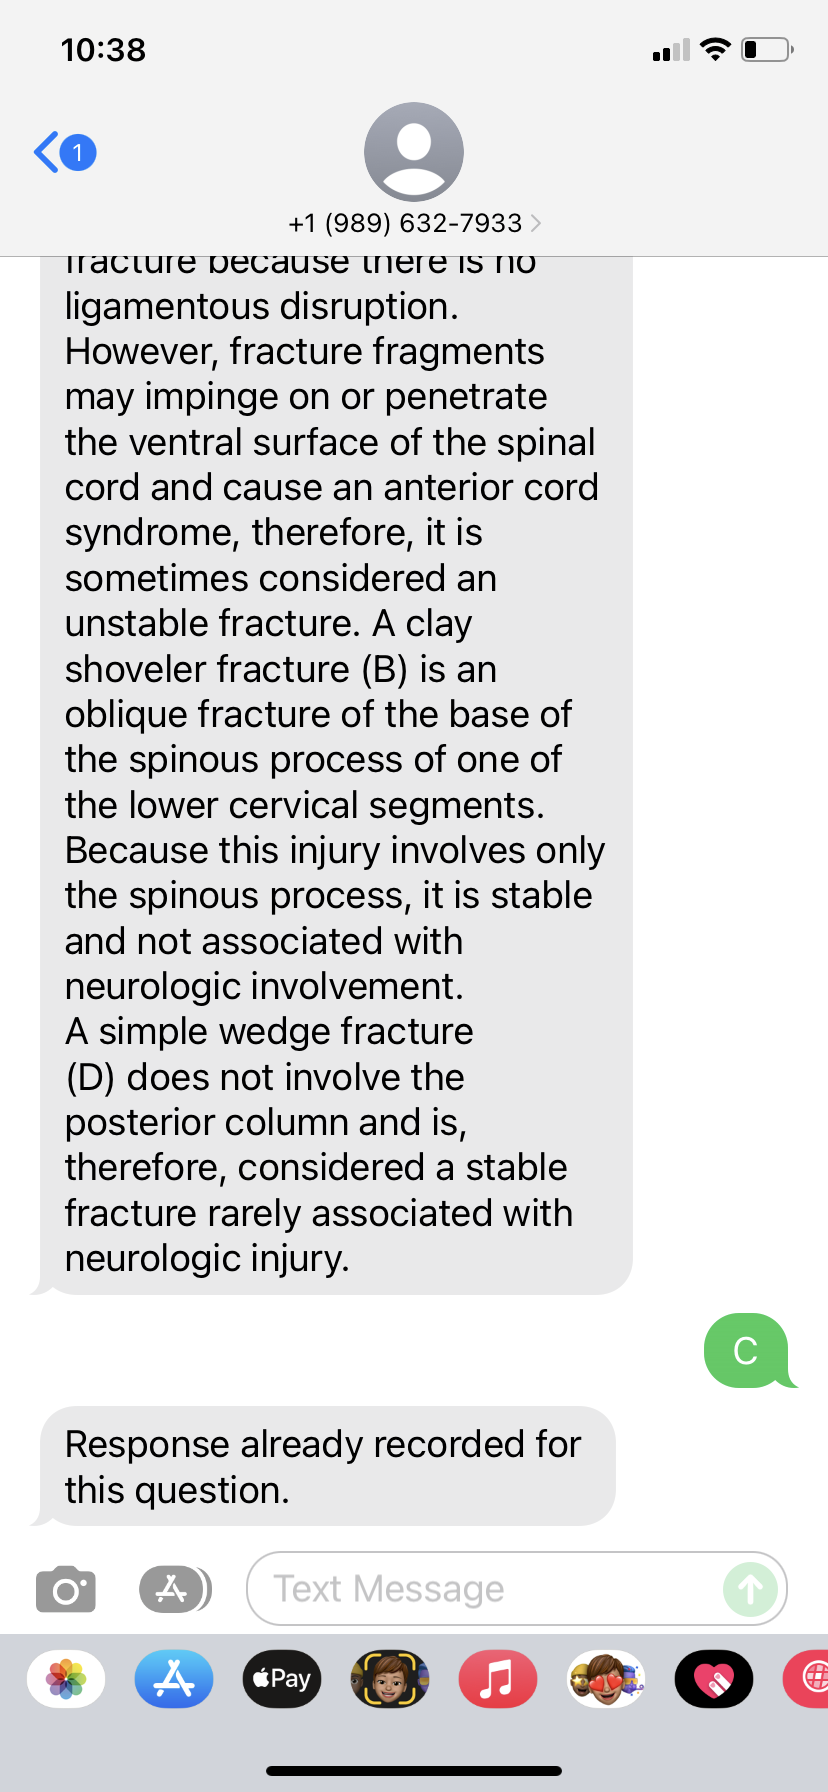 10:38
1
+1 (989) 632-7933
fracture because there is no
ligamentous disruption.
However, fracture fragments
may impinge on or penetrate
the ventral surface of the spinal
cord and cause an anterior cord
syndrome, therefore, it is
sometimes considered an
unstable fracture. A clay
shoveler fracture (B) is an
oblique fracture of the base of
the spinous process of one of
the lower cervical segments.
Because this injury involves only
the spinous process, it is stable
and not associated with
neurologic involvement.
A simple wedge fracture
(D) does not involve the
posterior column and is,
therefore, considered a stable
fracture rarely associated with
neurologic injury.
C
Response already recorded for
this question.
Text Message
Pay